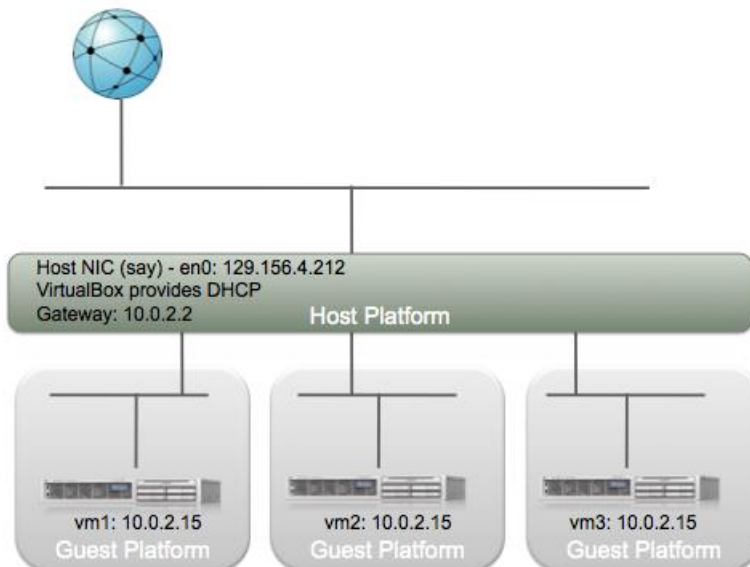 Host NIC (say) - en0: 129.156.4.212
VirtualBox provides DHCP
Gateway: 10.0.2.2
Host Platform
vm1: 10.0.2.15
Guest Platform
vm2: 10.0.2.15
Guest Platform
vm3: 10.0.2.15
Guest Platform